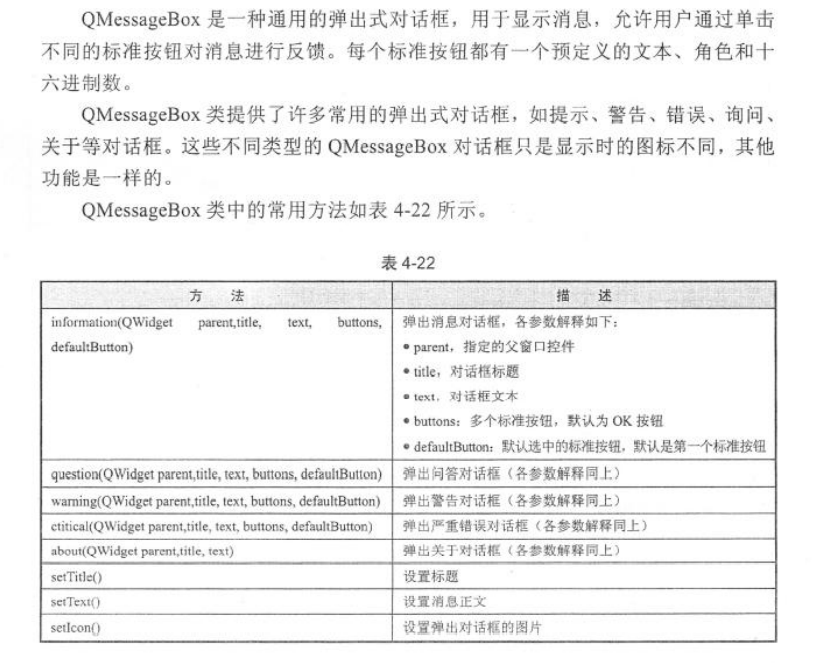 QMessageBox 是一种通用的弹出式对话框，用于显示消息，允许用户通过单击
不同的标准按钮对消息进行反馈。每个标准按钮都有一个预定义的文本、角色和十
六进制数。
QMessageBox 类提供了许多常用的弹出式对话框，如提示、警告、错误、询问、
关于等对话框。这些不同类型的 QMessageBox 对话框只是显示时的图标不同，其他
功能是一样的。
QMessageBox 类中的常用方法如表 4-22 所示。
表 4-22
方 法 描 述
information(QWidget parent,title, text, buttons,
defaultButton)
弹出消息对话框，各参数解释如下：
● parent，指定的父窗口控件
● title，对话框标题
● text，对话框文本
● buttons：多个标准按钮，默认为 OK 按钮
● defaultButton：默认选中的标准按钮，默认是第一个标准按钮
question(QWidget parent,title, text, buttons, defaultButton) 弹出问答对话框（各参数解释同上）
warning(QWidget parent,title, text, buttons, defaultButton) 弹出警告对话框（各参数解释同上）
ctitical(QWidget parent,title, text, buttons, defaultButton) 弹出严重错误对话框（各参数解释同上）
about(QWidget parent,title, text) 弹出关于对话框（各参数解释同上）
setTitle() 设置标题
setText() 设置消息正文
setIcon() 设置弹出对话框的图片